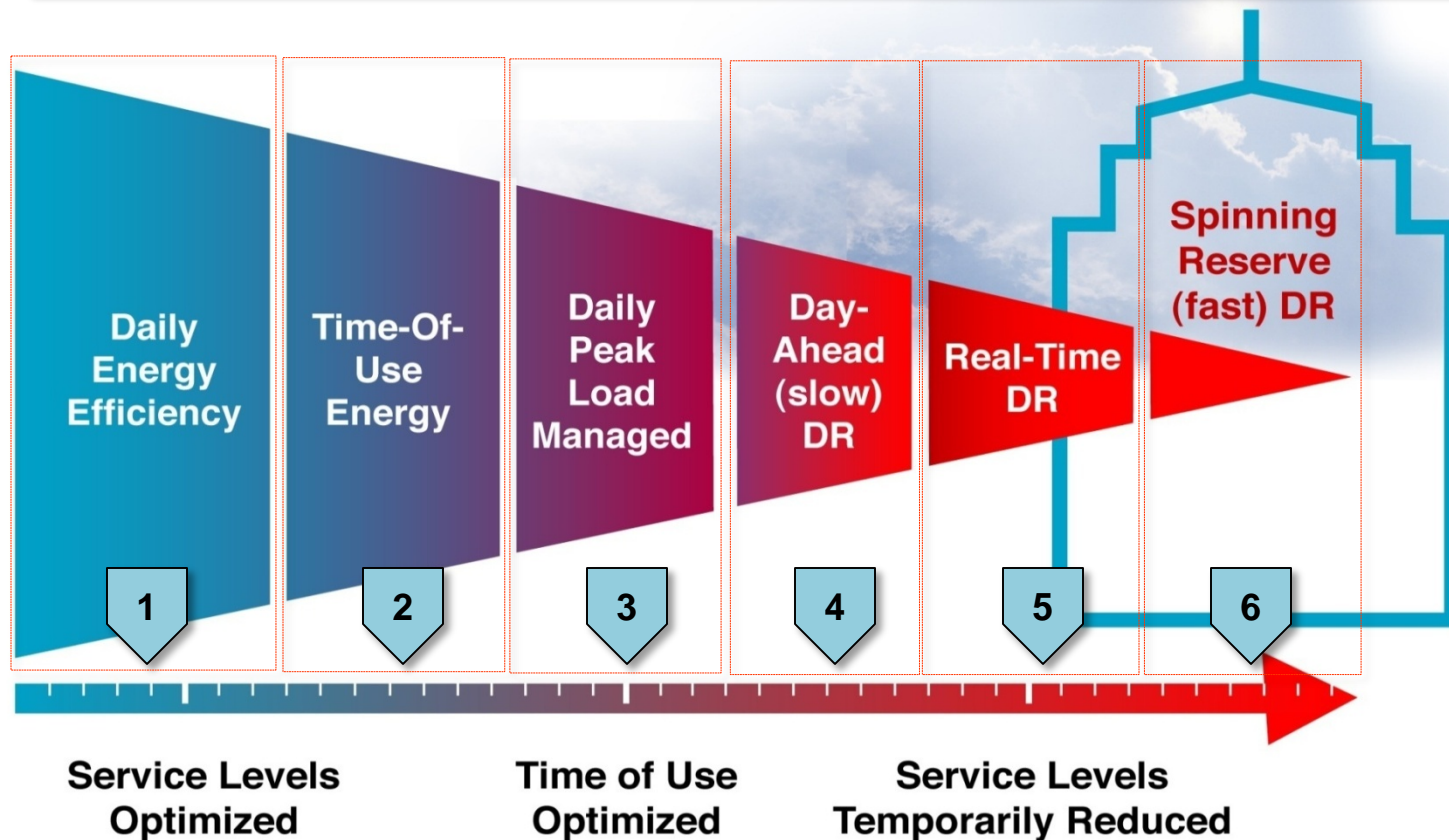 Daily
Energy
Efficiency
Time-Of-
Use
Energy
Daily
Peak
Load
Managed
Day-
Ahead
(slow)
DR
Real-Time
DR
Spinning
Reserve
(fast) DR
1
2
3
4
5
6
Service Levels
Optimized
Time of Use
Optimized
Service Levels
Temporarily Reduced